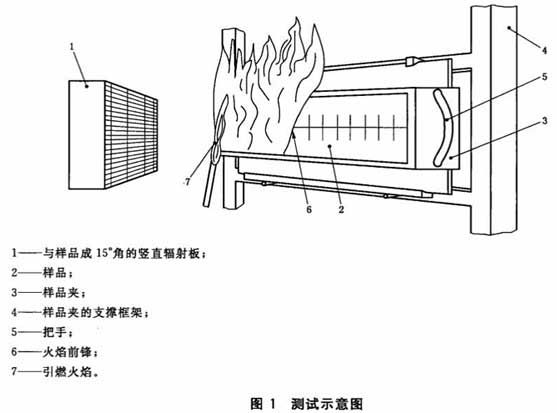 1
4
5
3
7
6
2
1——与样品成15°角的竖直辐射板；
2——样品；
3——样品夹；
4——样品夹的支撑框架；
5——把手；
6——火焰前锋；
7——引燃火焰。
图 1 测试示意图